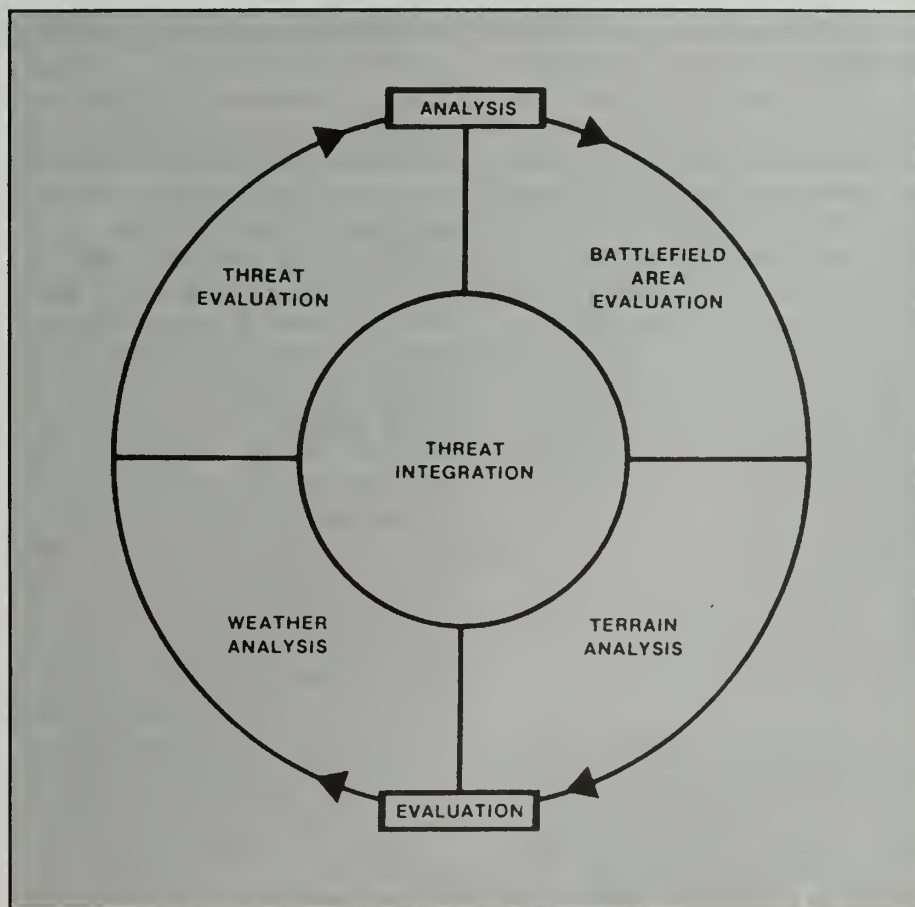 ANALYSIS
THREAT
EVALUATION
BATTLEFIELD
AREA
EVALUATION
THREAT
INTEGRATION
WEATHER
ANALYSIS
TERRAIN
ANALYSIS
EVALUATION